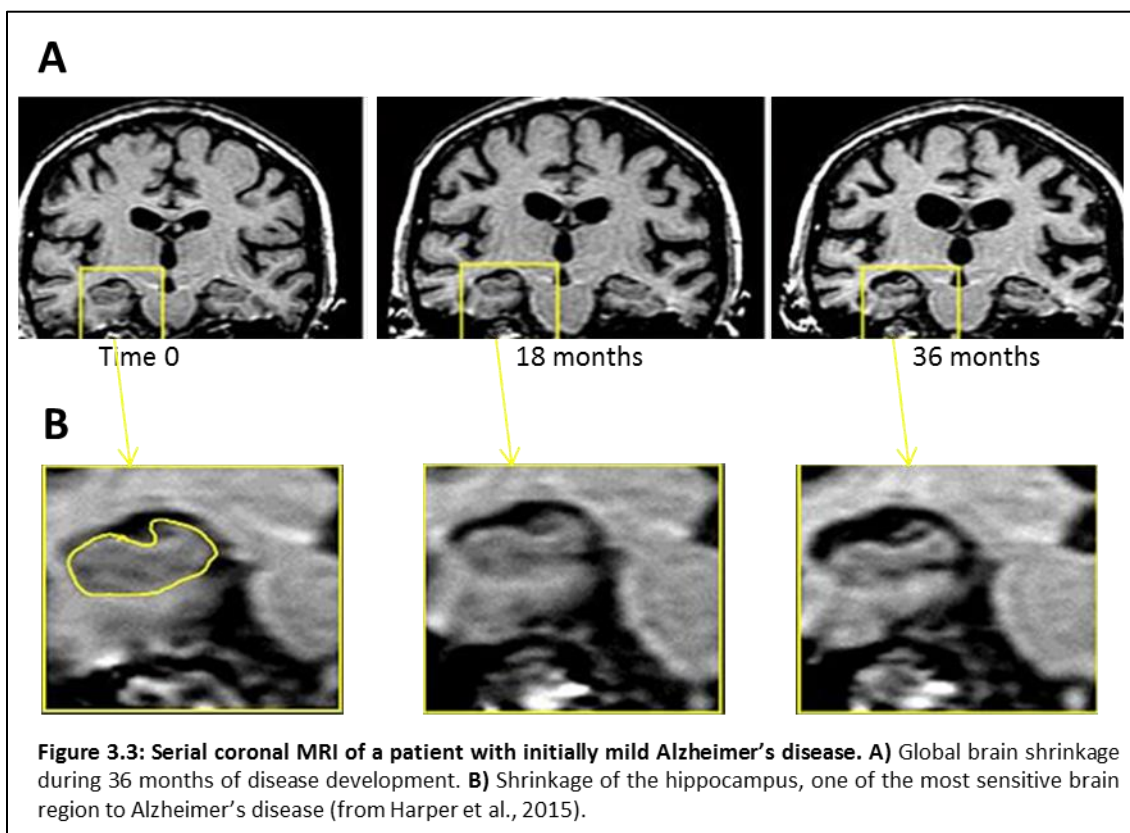 A
Time 0
18 months
36 months
B
Figure 3.3: Serial coronal MRI of a patient with initially mild Alzheimer’s disease. A) Global brain shrinkage
during 36 months of disease development. B) Shrinkage of the hippocampus, one of the most sensitive brain
region to Alzheimer’s disease (from Harper et al., 2015).